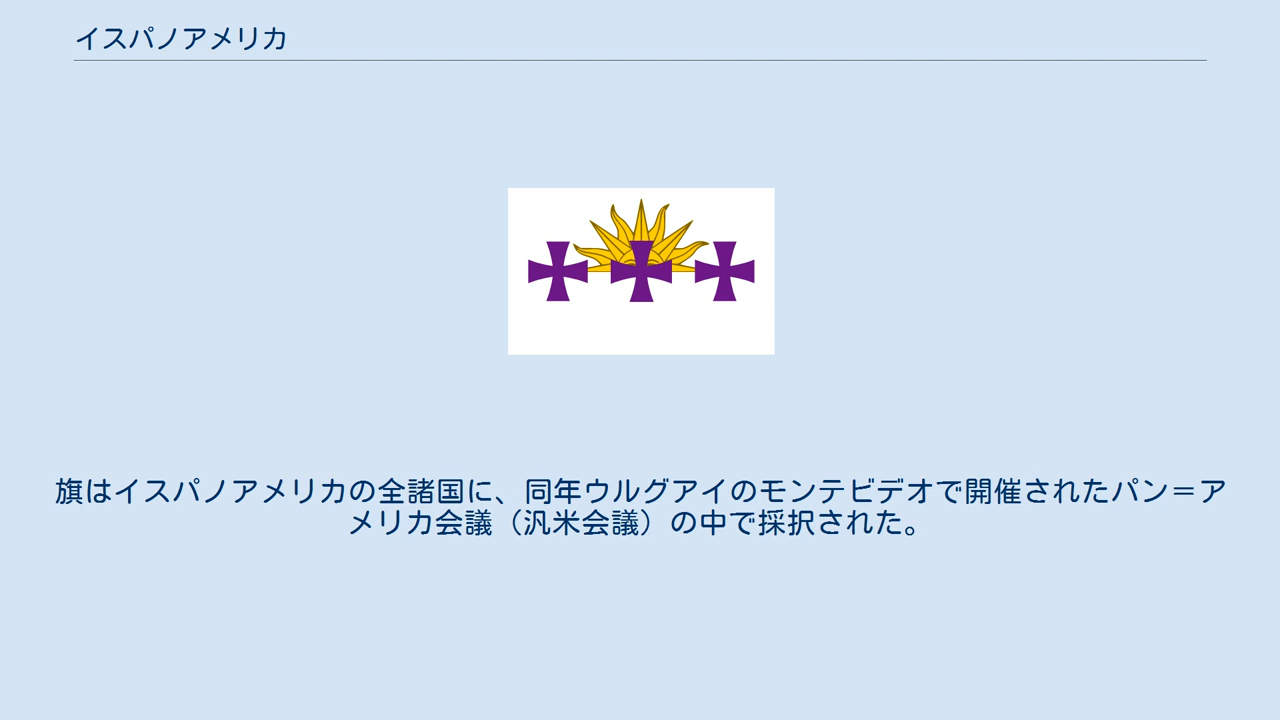 イスパノアメリカ
旗はイスパノアメリカの全諸国に、同年ウルグアイのモンテビデオで開催されたパン＝ア
メリカ会議（汎米会議）の中で採択された。